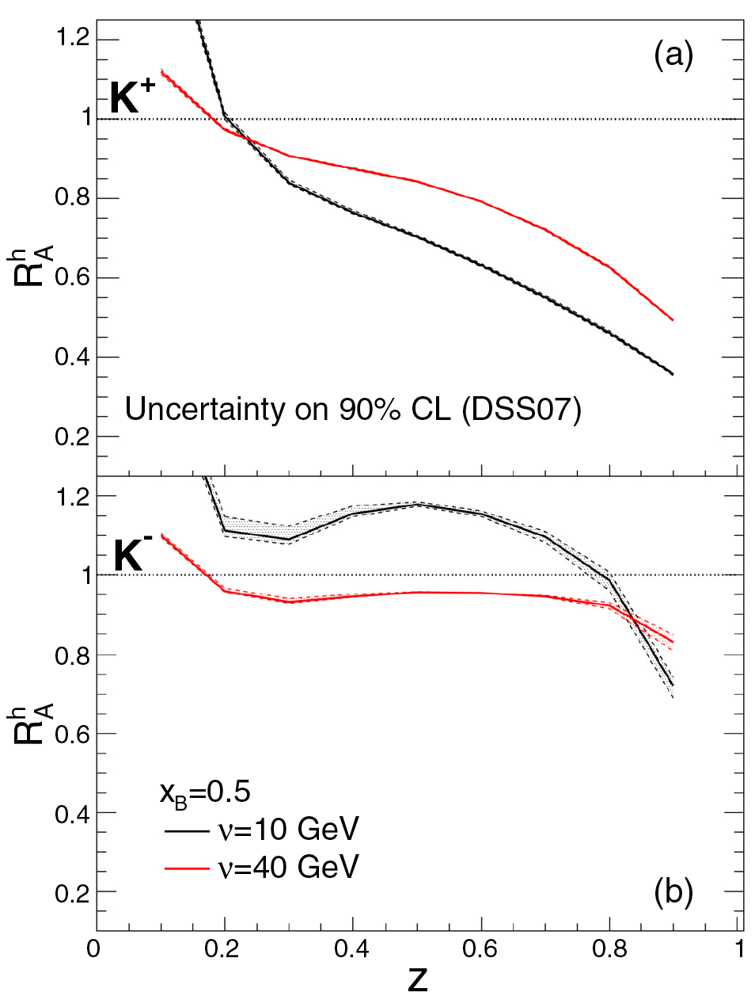 1.2
(a)
K+
1
0.8
R_A^h
0.6
0.4
Uncertainty on 90% CL (DSS07)
0.2
1.2
K-
1
0.8
R_A^h
0.6
x_B=0.5
0.4
ν=10 GeV
ν=40 GeV
0.2
(b)
0 0.2 0.4 0.6 0.8 1
z